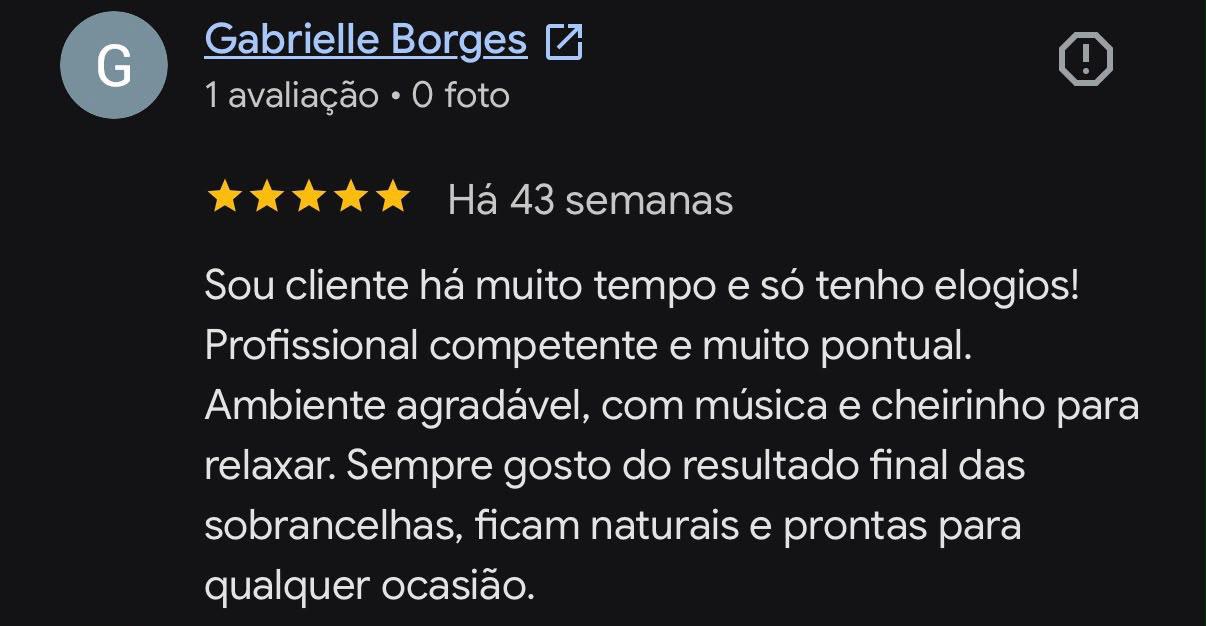 G
Gabrielle Borges
1 avaliação • 0 foto
Há 43 semanas
Sou cliente há muito tempo e só tenho elogios!
Profissional competente e muito pontual.
Ambiente agradável, com música e cheirinho para
relaxar. Sempre gosto do resultado final das
sobrancelhas, ficam naturais e prontas para
qualquer ocasião.